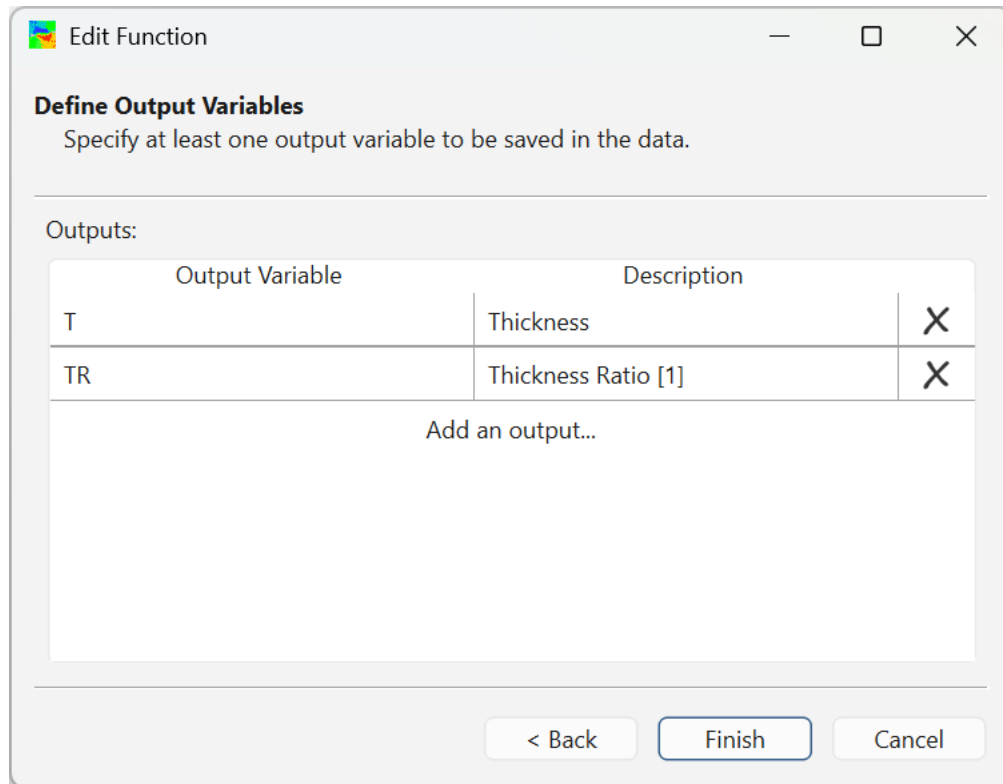 Edit Function
Define Output Variables
Specify at least one output variable to be saved in the data.
Outputs:
Output Variable Description
T Thickness
TR Thickness Ratio [1]
Add an output...
< Back Finish Cancel